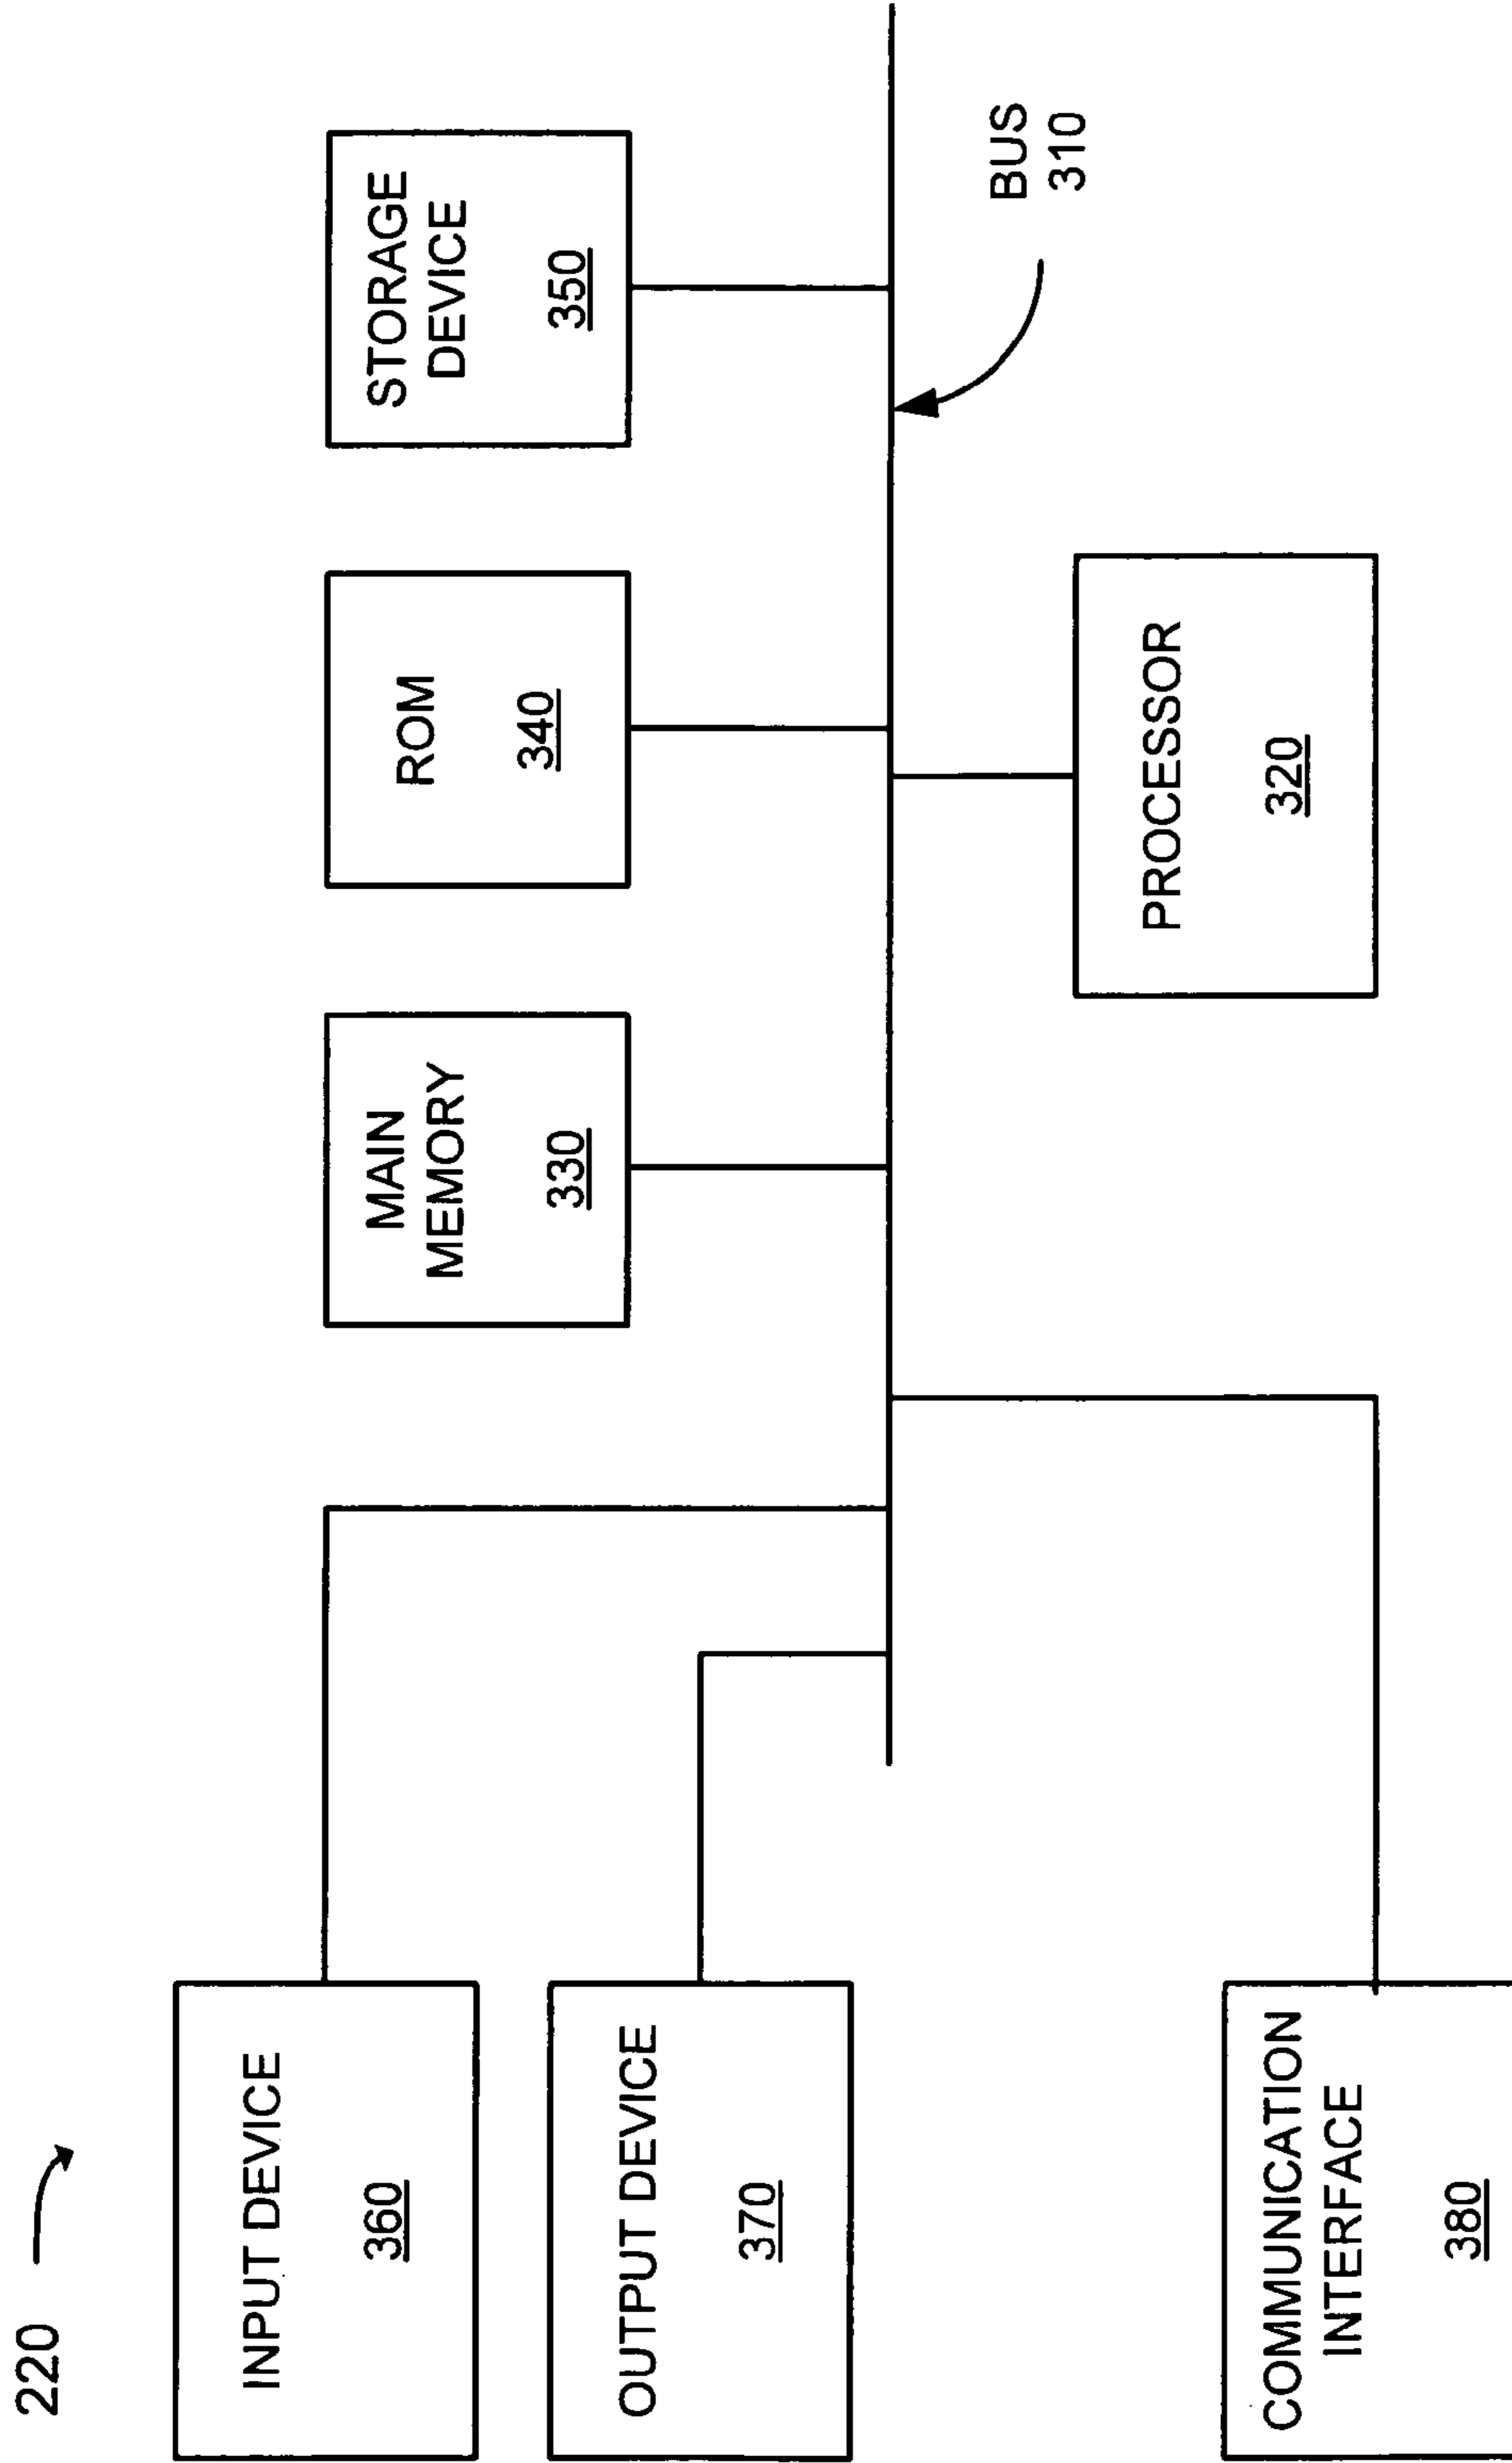 220
INPUT DEVICE
360
OUTPUT DEVICE
370
COMMUNICATION
INTERFACE
380
MAIN
MEMORY
330
ROM
340
STORAGE
DEVICE
350
PROCESSOR
320
BUS
310